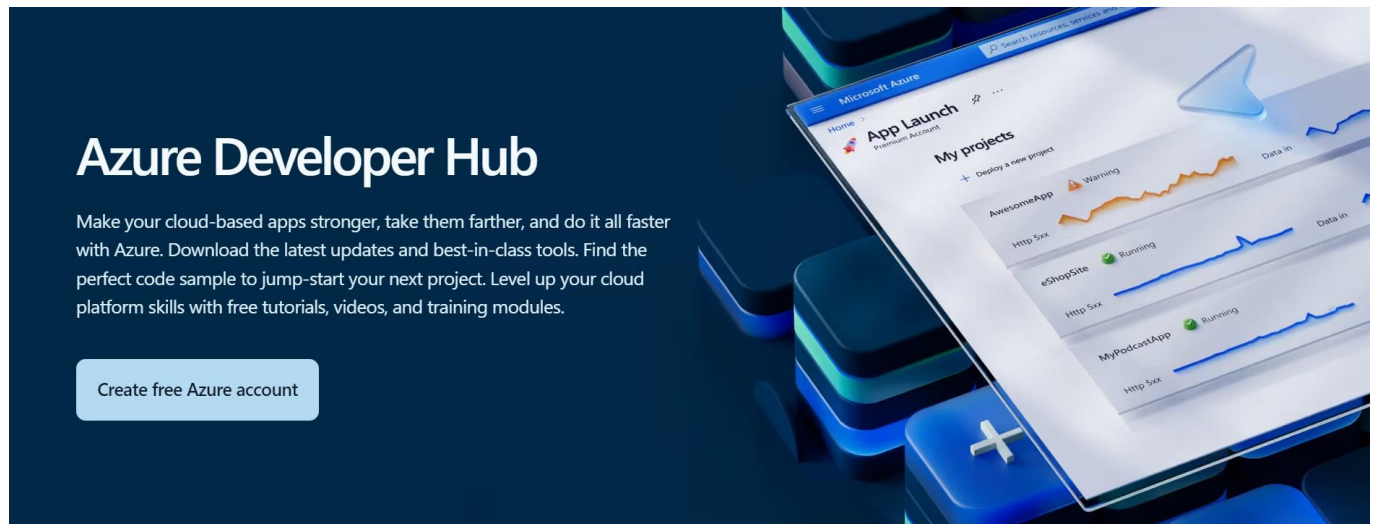 Azure Developer Hub
Make your cloud-based apps stronger, take them farther, and do it all faster
with Azure. Download the latest updates and best-in-class tools. Find the
perfect code sample to jump-start your next project. Level up your cloud
platform skills with free tutorials, videos, and training modules.
Create free Azure account
Microsoft Azure
Search resources, services and
Home >
App Launch
Premium Account
My projects
+ Deploy a new project
AwesomeApp Warning
Http 5xx
Data in
eShopSite Running
Http 5xx
Data in
MyPodcastApp Running
Http 5xx